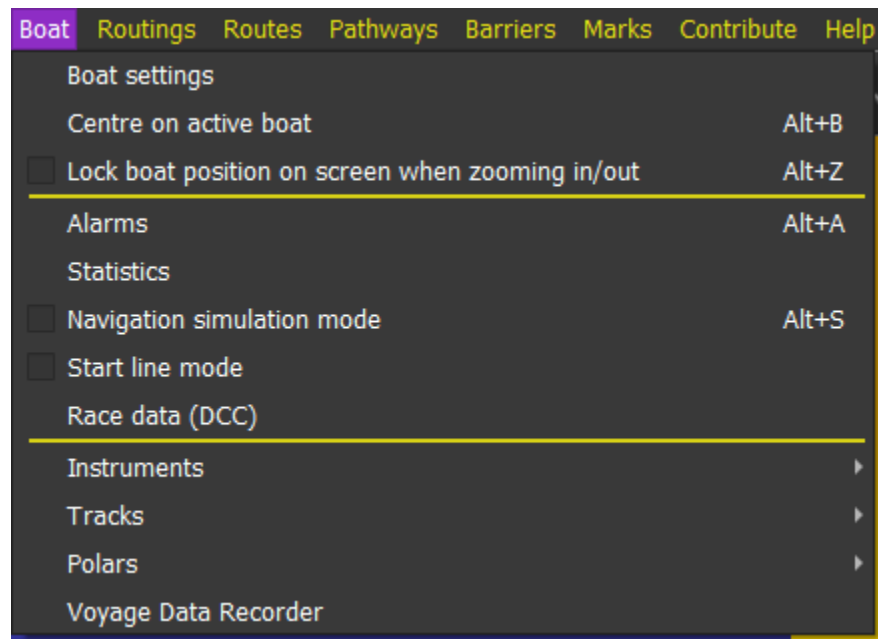 Boat Routings Routes Pathways Barriers Marks Contribute Help
Boat settings
Centre on active boat Alt+B
Lock boat position on screen when zooming in/out Alt+Z
Alarms Alt+A
Statistics
Navigation simulation mode Alt+S
Start line mode
Race data (DCC)
Instruments
Tracks
Polars
Voyage Data Recorder